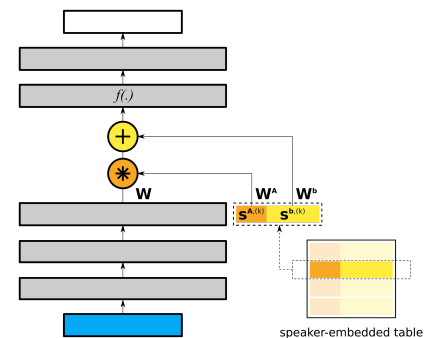 f(.)
+
*
W W^A W^b
s^A,(k) s^b,(k)
speaker-embedded table